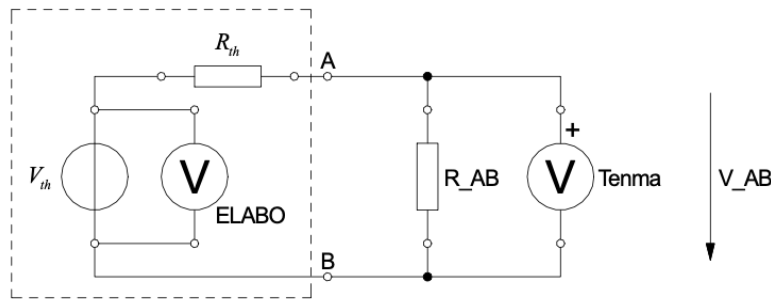 R_th
A
V_th
V
ELABO
R_AB
+
V
Tenma
V_AB
B